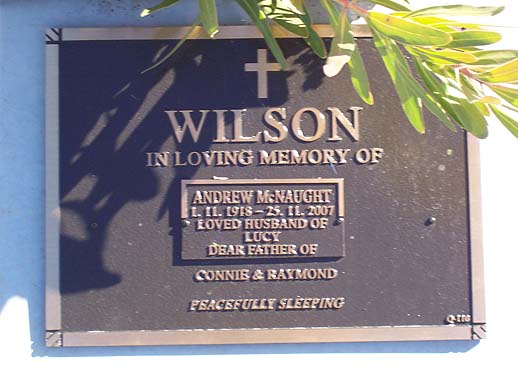 WILSON
IN LOVING MEMORY OF
ANDREW McNAUGHT
1. 11. 1918 - 25. 11. 2007
LOVED HUSBAND OF
LUCY
DEAR FATHER OF
CONNIE & RAYMOND
PEACEFULLY SLEEPING